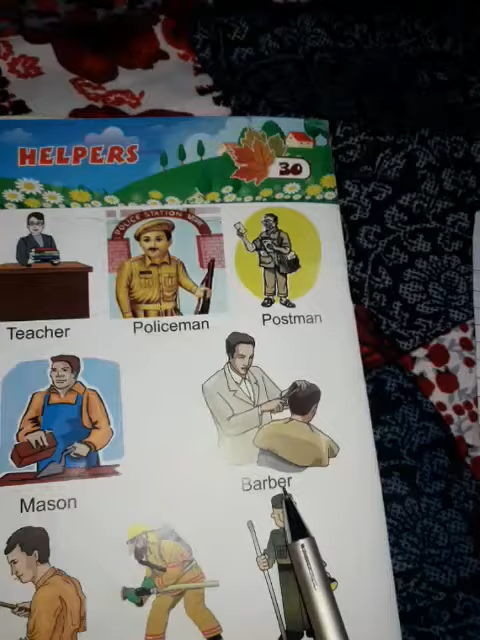 HELPERS
30
POLICE STATION
Teacher
Policeman
Postman
Mason
Barber